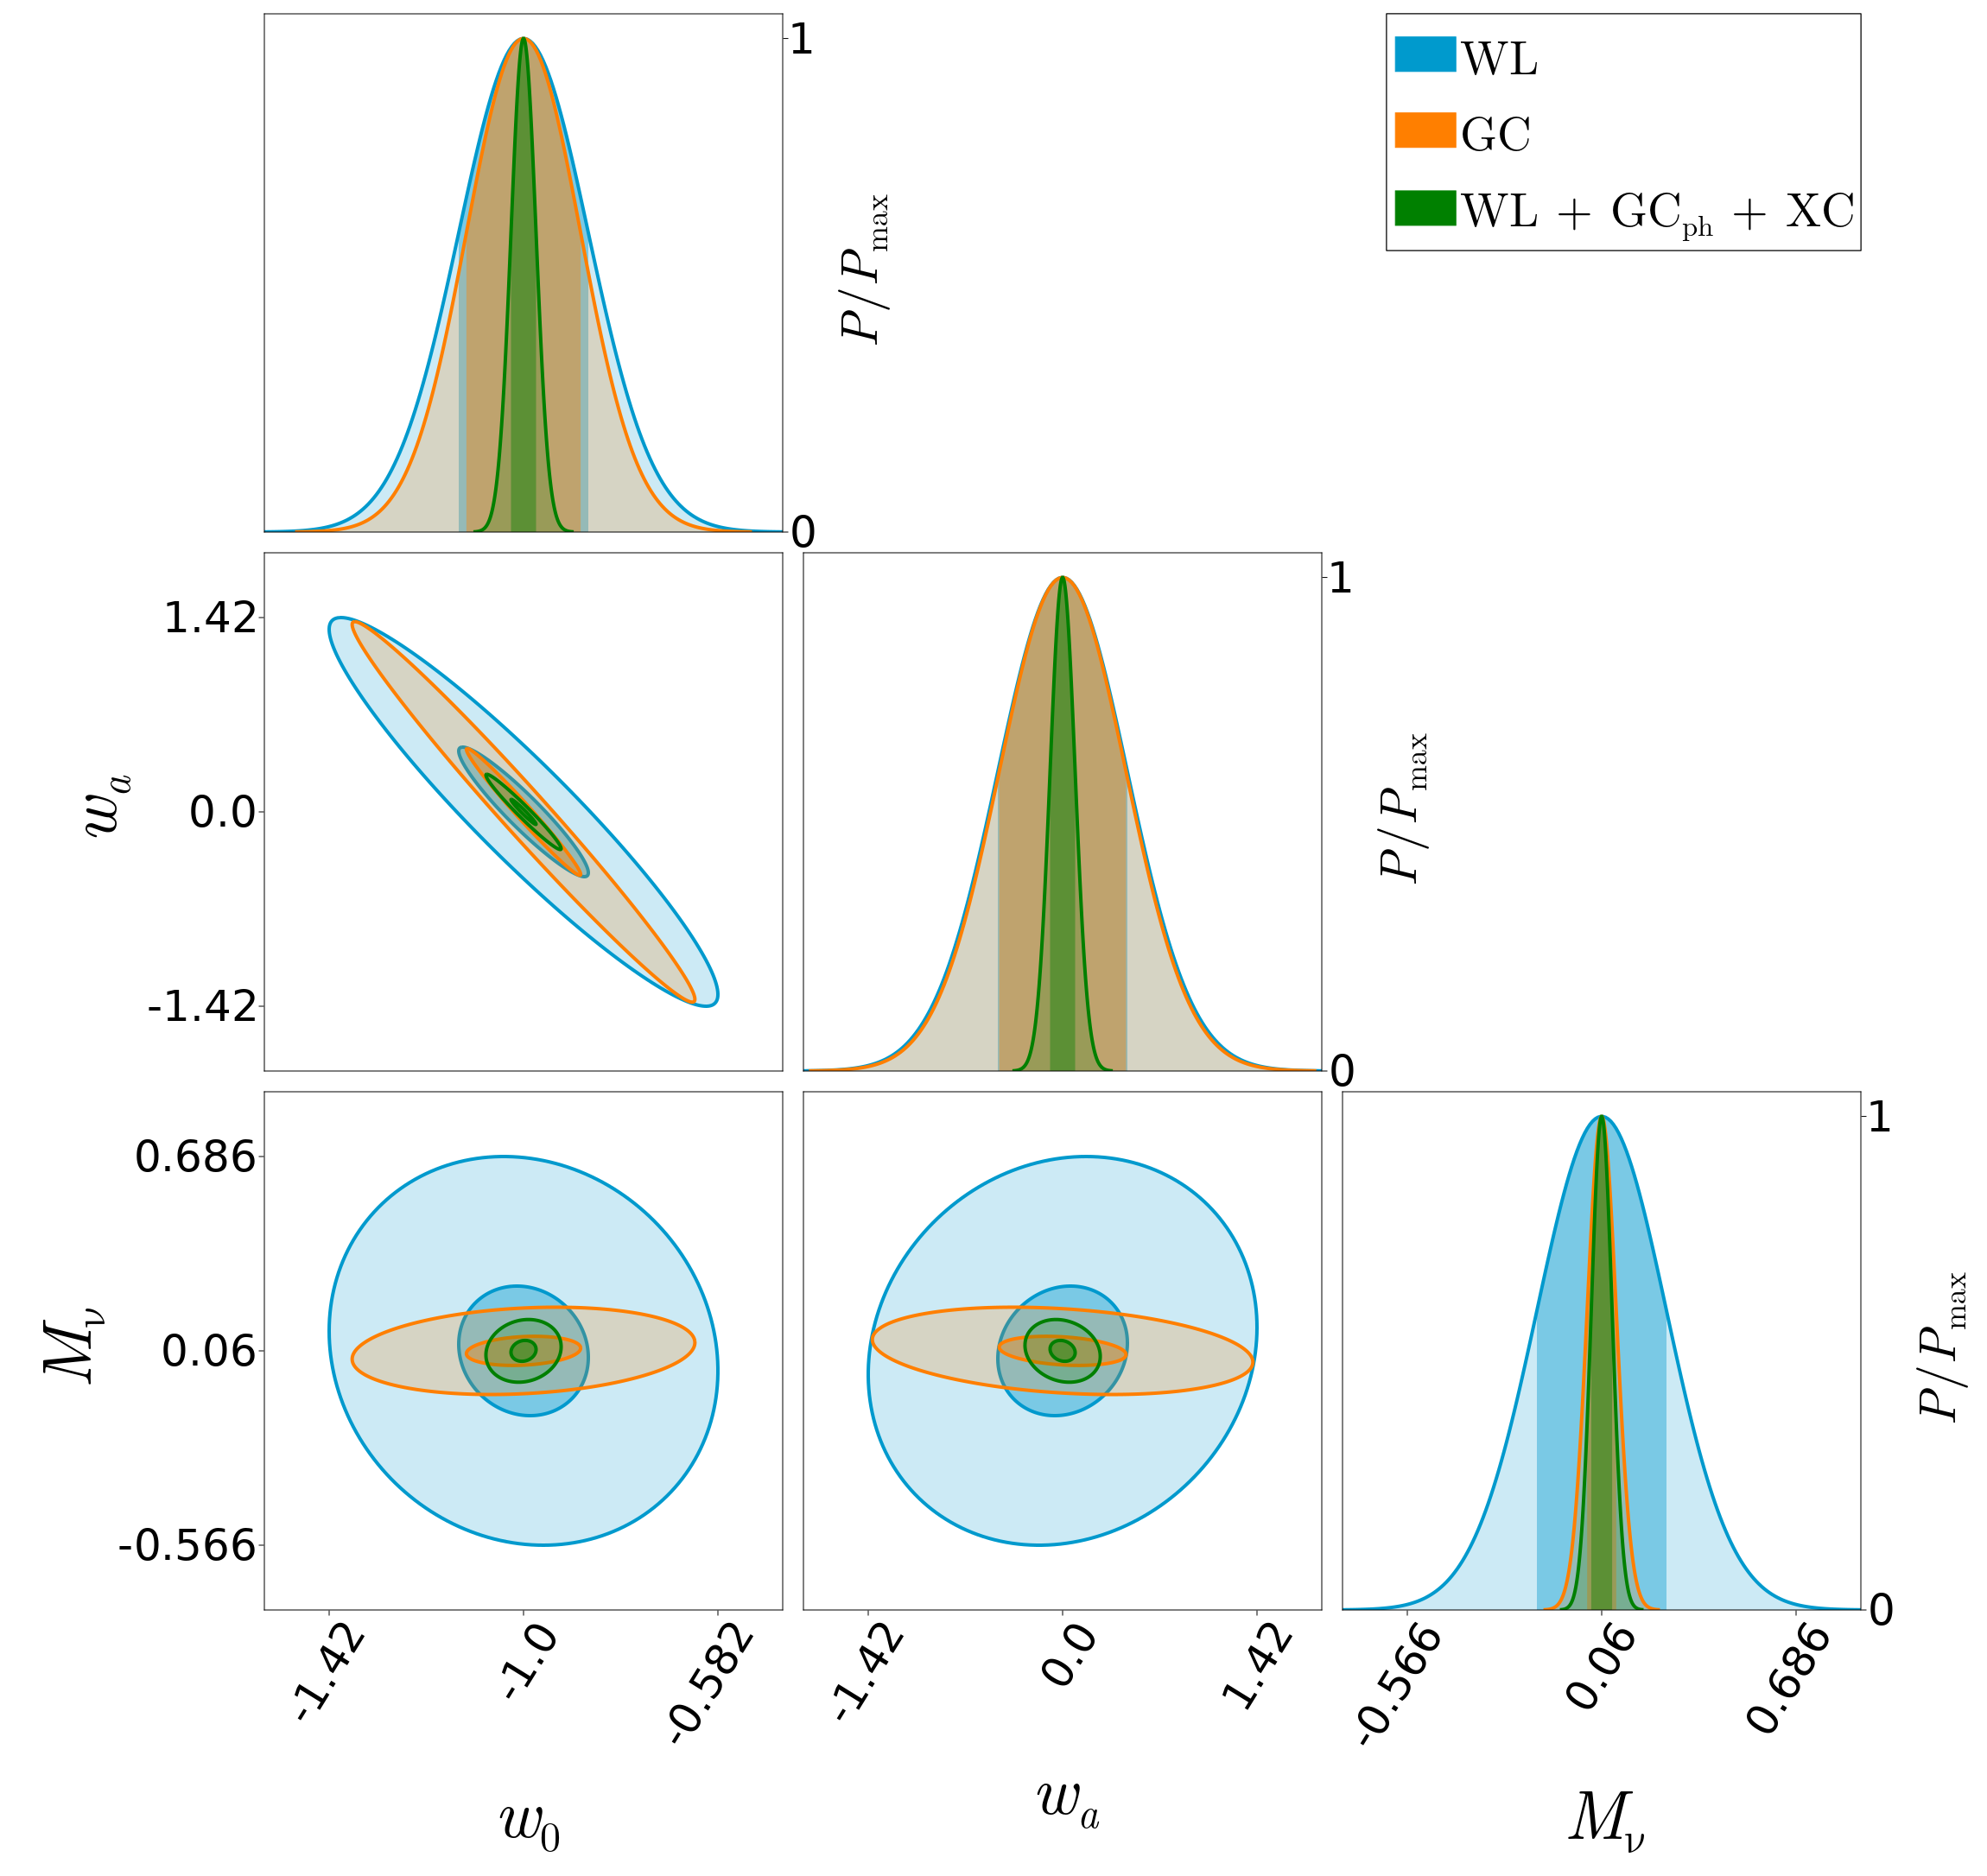 1
WL
GC
WL + GC_ph + XC
P/P_max
0
1.42
0.0
-1.42
w_a
1
P/P_max
0
0.686
0.06
-0.566
M_ν
1
P/P_max
0
-1.42
-1.0
-0.582
-1.42
0.0
1.42
-0.566
0.06
0.686
w_0
w_a
M_ν